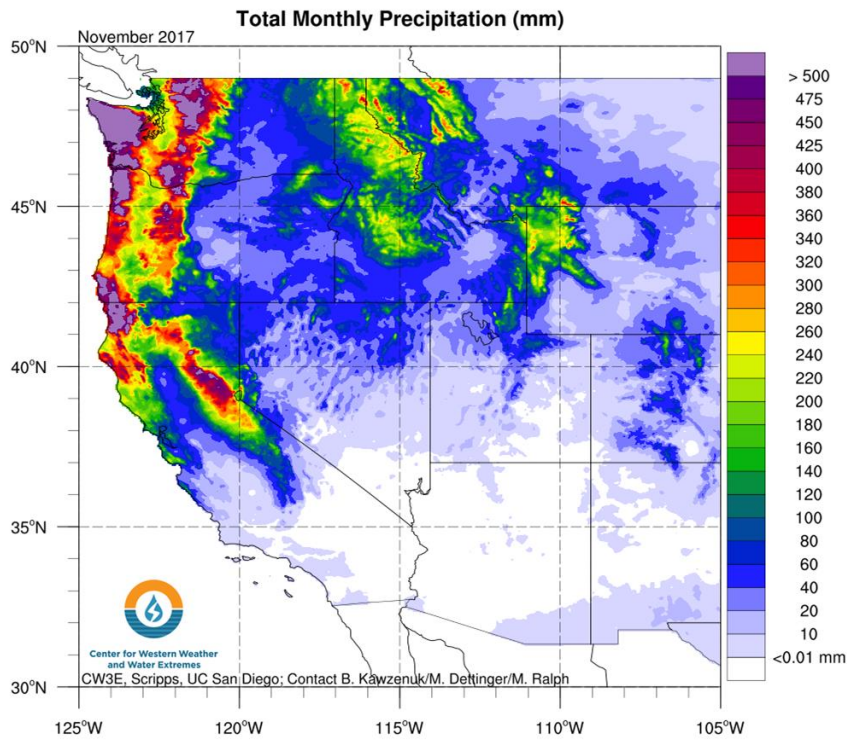 Total Monthly Precipitation (mm)
November 2017
50°N
45°N
40°N
35°N
30°N
125°W
120°W
115°W
110°W
105°W
> 500
475
450
425
400
380
360
340
320
300
280
260
240
220
200
180
160
140
120
100
80
60
40
20
10
<0.01 mm
Center for Western Weather
and Water Extremes
CW3E, Scripps, UC San Diego; Contact B. Kawzenuk/M. Dettinger/M. Ralph